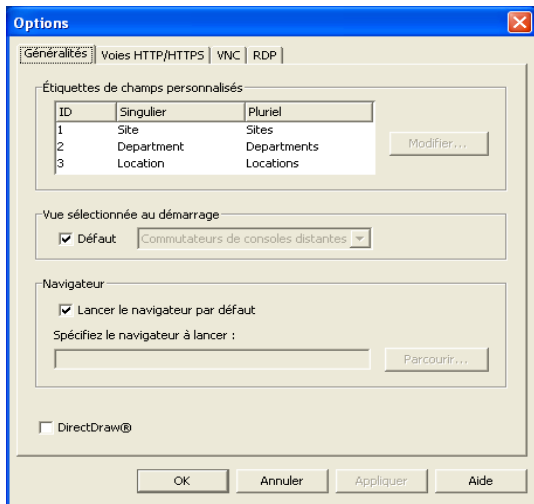 Options
Généralités Voies HTTP/HTTPS VNC RDP
Étiquettes de champs personnalisés
ID Singulier Pluriel
1 Site Sites
2 Department Departments
3 Location Locations
Modifier...
Vue sélectionnée au démarrage
Défaut Commutateurs de consoles distantes
Navigateur
Lancer le navigateur par défaut
Spécifiez le navigateur à lancer :
Parcourir...
DirectDraw®
OK Annuler Appliquer Aide